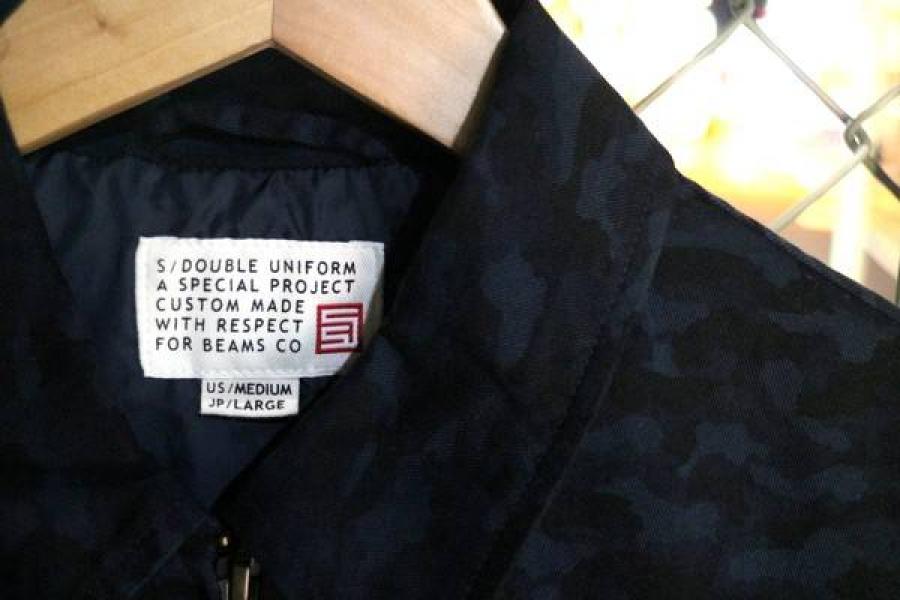 S/DOUBLE UNIFORM
A SPECIAL PROJECT
CUSTOM MADE
WITH RESPECT
FOR BEAMS CO
US/MEDIUM
JP/LARGE